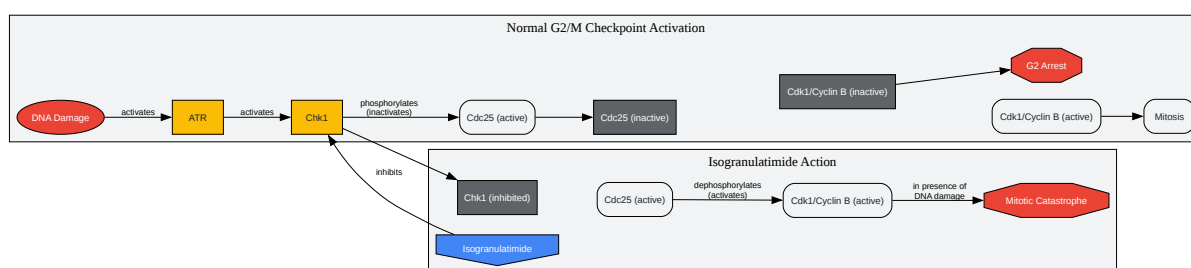 Normal G2/M Checkpoint Activation
G2 Arrest
Cdk1/Cyclin B (inactive)
DNA Damage
activates
ATR
activates
Chk1
phosphorylates
(inactivates)
Cdc25 (active)
Cdc25 (inactive)
Cdk1/Cyclin B (active)
Mitosis
Isogranulatimide Action
inhibits
Chk1 (inhibited)
Cdc25 (active)
dephosphorylates
(activates)
Cdk1/Cyclin B (active)
in presence of
DNA damage
Mitotic Catastrophe
Isogranulatimide